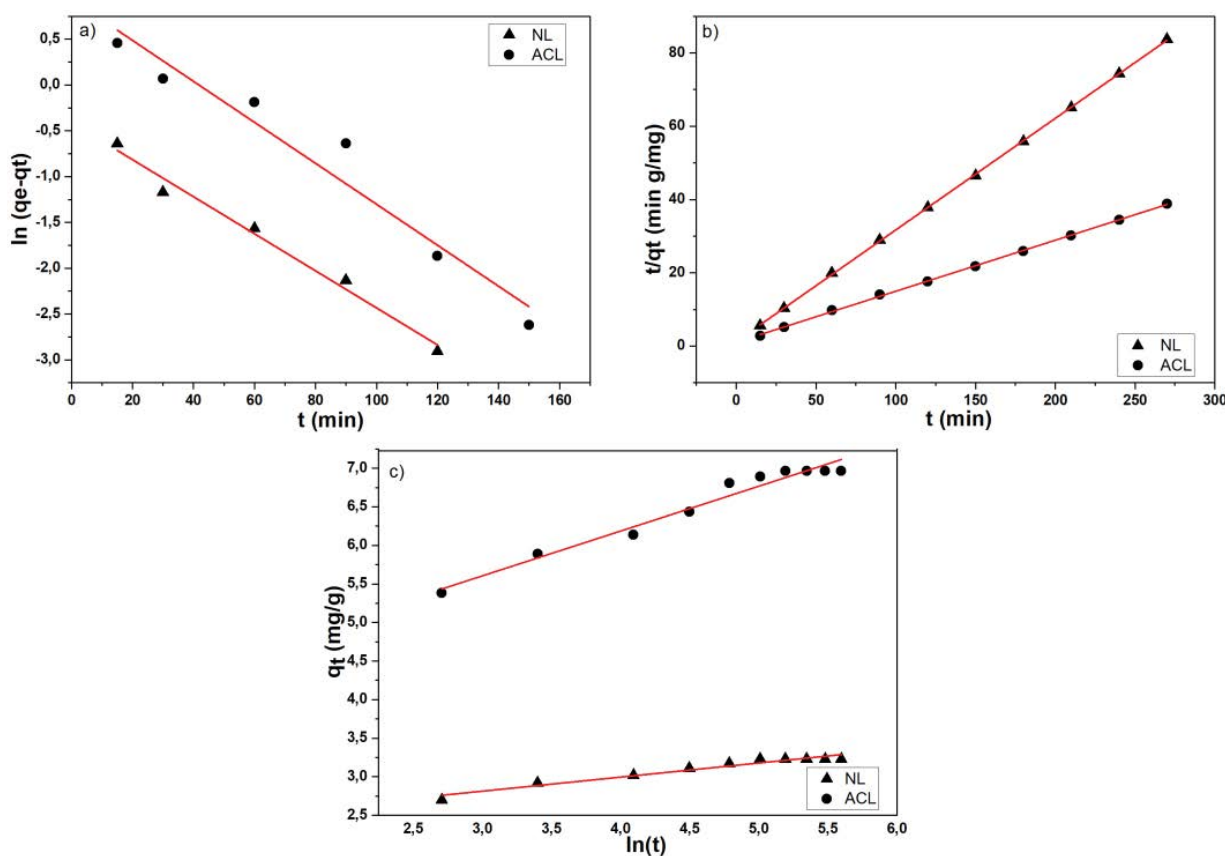 a)
NL
ACL
0,5
0,0
-0,5
-1,0
-1,5
-2,0
-2,5
-3,0
ln (qe-qt)
0 20 40 60 80 100 120 140 160
t (min)
b)
80
60
40
20
0
t/qt (min g/mg)
NL
ACL
0 50 100 150 200 250 300
t (min)
c)
7,0
6,5
6,0
5,5
5,0
4,5
4,0
3,5
3,0
2,5
qt (mg/g)
NL
ACL
2,5 3,0 3,5 4,0 4,5 5,0 5,5 6,0
ln(t)